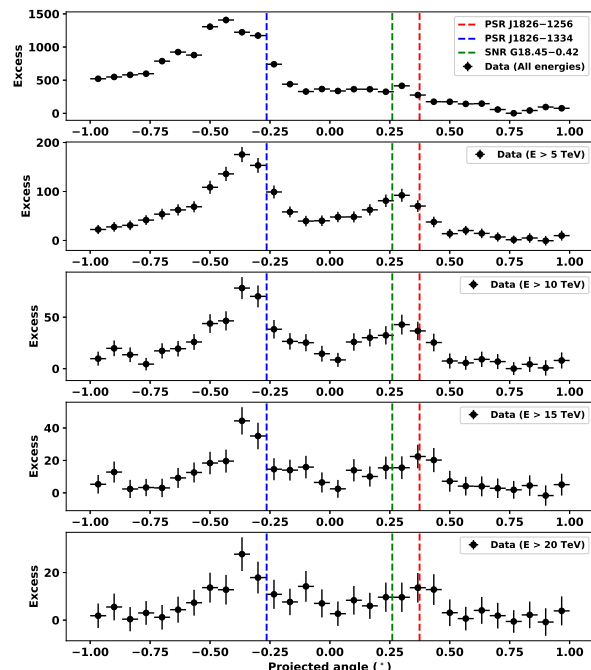 1500
1000
500
0
Excess
PSR J1826−1256
PSR J1826−1334
SNR G18.45−0.42
Data (All energies)
−1.00 −0.75 −0.50 −0.25 0.00 0.25 0.50 0.75 1.00
200
100
0
Excess
Data (E > 5 TeV)
−1.00 −0.75 −0.50 −0.25 0.00 0.25 0.50 0.75 1.00
50
0
Excess
Data (E > 10 TeV)
−1.00 −0.75 −0.50 −0.25 0.00 0.25 0.50 0.75 1.00
40
20
0
Excess
Data (E > 15 TeV)
−1.00 −0.75 −0.50 −0.25 0.00 0.25 0.50 0.75 1.00
20
0
Excess
Data (E > 20 TeV)
−1.00 −0.75 −0.50 −0.25 0.00 0.25 0.50 0.75 1.00
Projected angle (°)